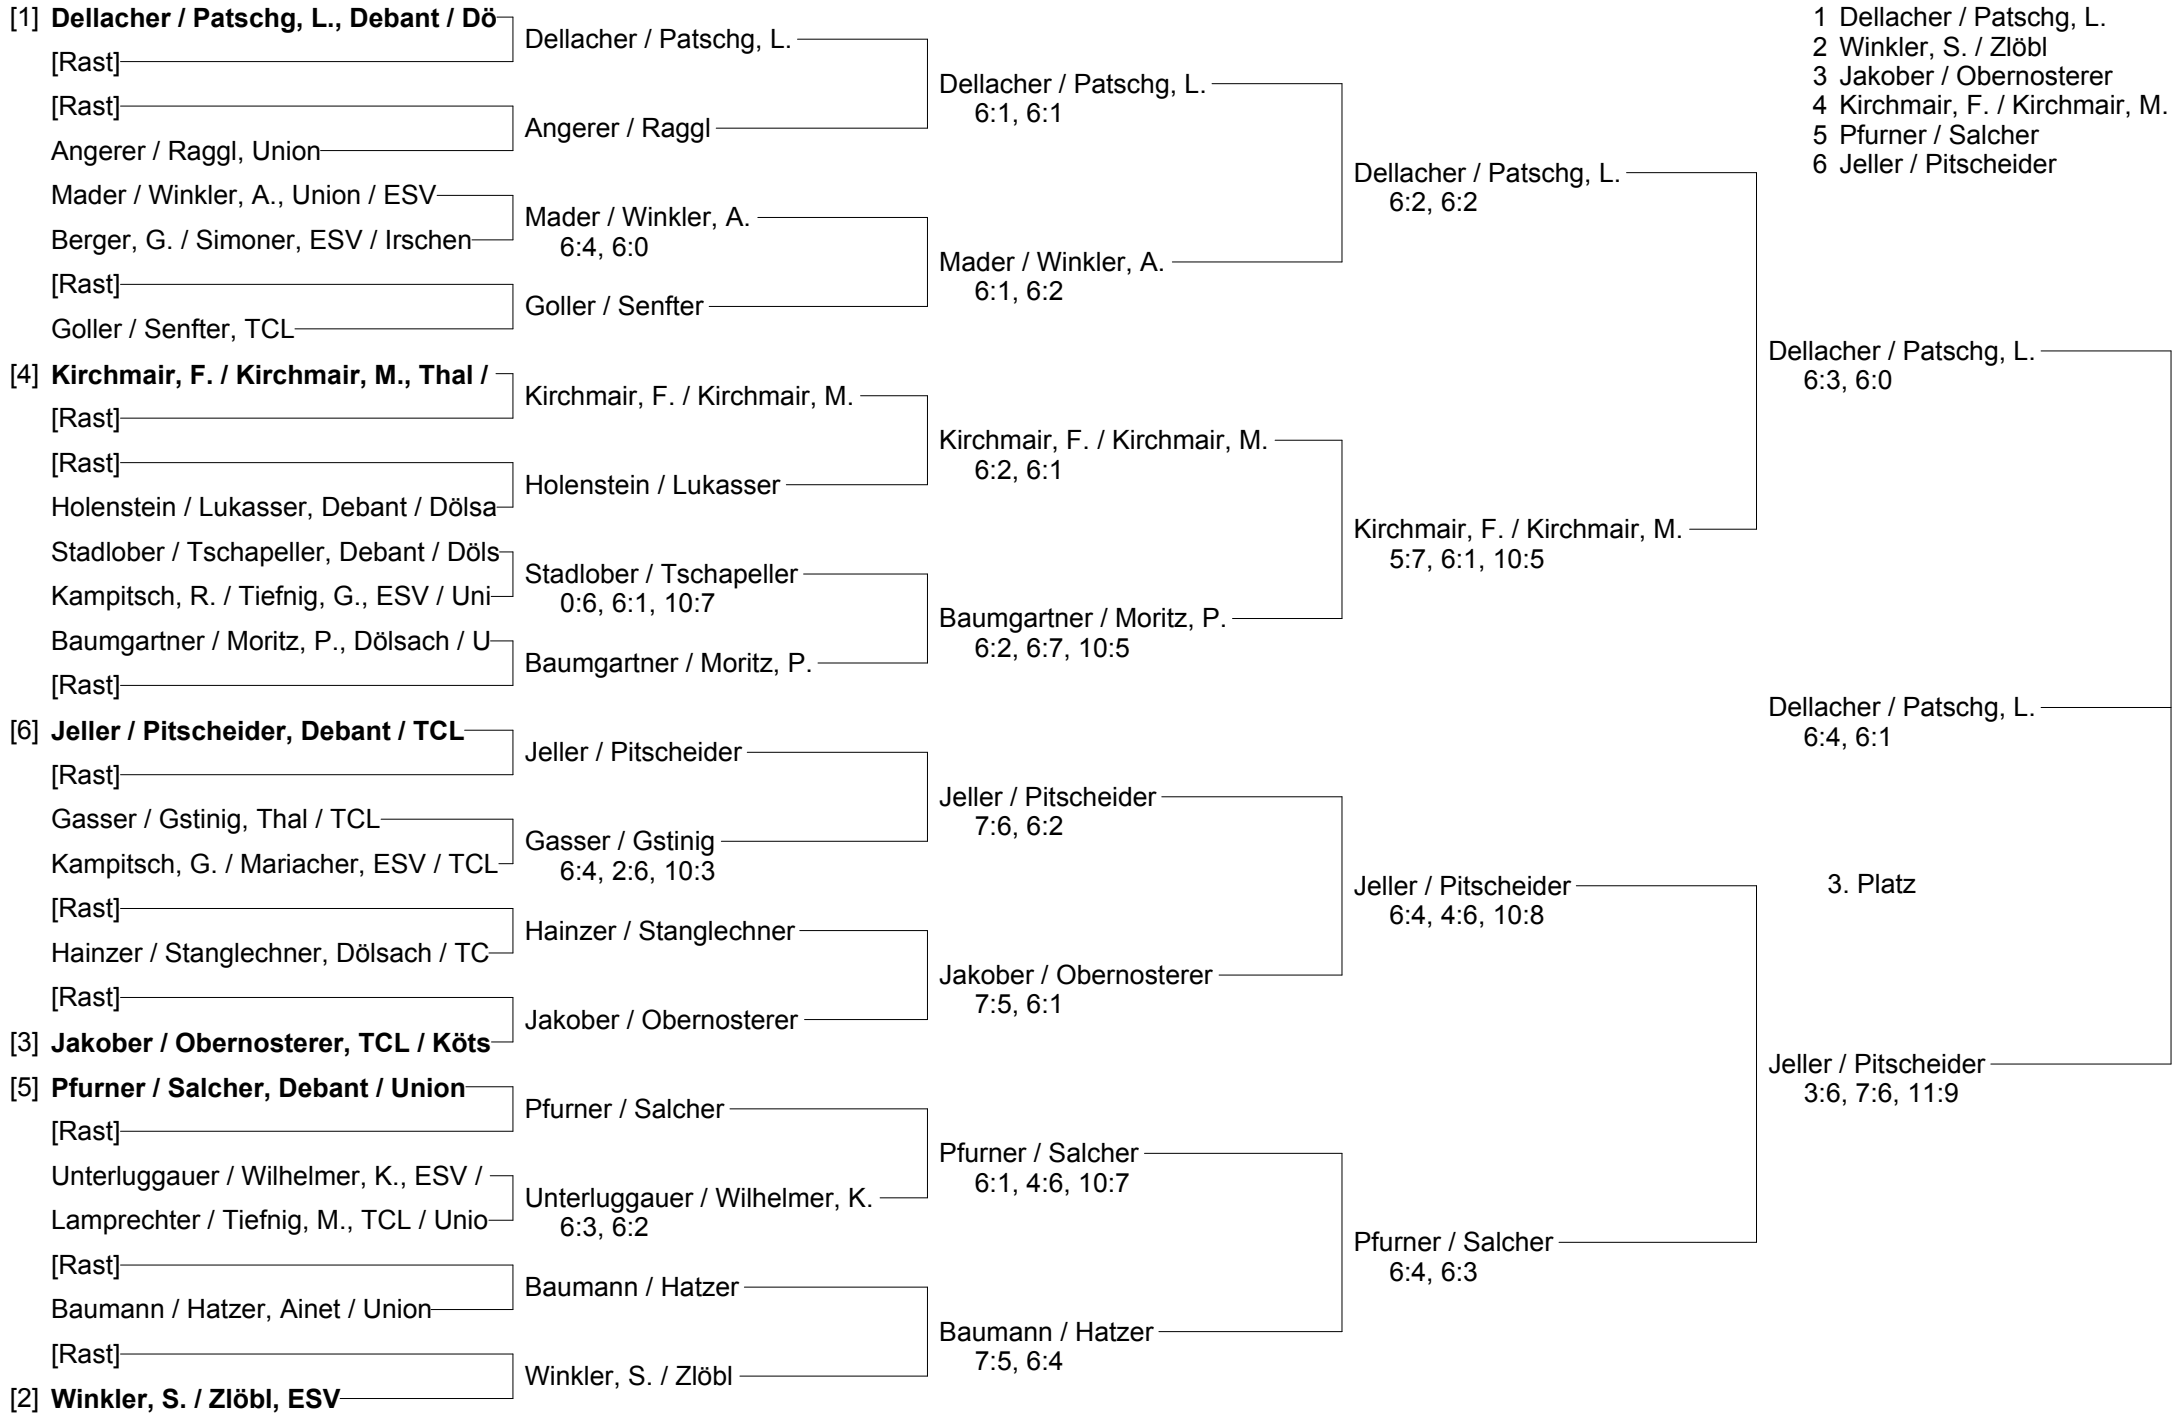 [1] Dellacher / Patschg, L., Debant / Dö
[Rast]
[Rast]
Angerer / Raggl, Union
Mader / Winkler, A., Union / ESV
Berger, G. / Simoner, ESV / Irschen
[Rast]
Goller / Senfter, TCL
[4] Kirchmair, F. / Kirchmair, M., Thal /
[Rast]
[Rast]
Holenstein / Lukasser, Debant / Dölsa
Stadlober / Tschapeller, Debant / Döls
Kampitsch, R. / Tiefnig, G., ESV / Uni
Baumgartner / Moritz, P., Dölsach / U
[Rast]
[6] Jeller / Pitscheider, Debant / TCL
[Rast]
Gasser / Gstinig, Thal / TCL
Kampitsch, G. / Mariacher, ESV / TCL
[Rast]
Hainzer / Stanglechner, Dölsach / TC
[Rast]
[3] Jakober / Obernosterer, TCL / Köts
[5] Pfurner / Salcher, Debant / Union
[Rast]
Unterluggauer / Wilhelmer, K., ESV /
Lamprechter / Tiefnig, M., TCL / Unio
[Rast]
Baumann / Hatzer, Ainet / Union
[Rast]
[2] Winkler, S. / Zlöbl, ESV
Dellacher / Patschg, L.
Angerer / Raggl
Mader / Winkler, A.
6:4, 6:0
Goller / Senfter
Kirchmair, F. / Kirchmair, M.
Holenstein / Lukasser
Stadlober / Tschapeller
0:6, 6:1, 10:7
Baumgartner / Moritz, P.
Jeller / Pitscheider
Gasser / Gstinig
6:4, 2:6, 10:3
Hainzer / Stanglechner
Jakober / Obernosterer
Pfurner / Salcher
Unterluggauer / Wilhelmer, K.
6:3, 6:2
Baumann / Hatzer
Winkler, S. / Zlöbl
Dellacher / Patschg, L.
6:1, 6:1
Mader / Winkler, A.
6:1, 6:2
Kirchmair, F. / Kirchmair, M.
6:2, 6:1
Baumgartner / Moritz, P.
6:2, 6:7, 10:5
Jeller / Pitscheider
7:6, 6:2
Jakober / Obernosterer
7:5, 6:1
Pfurner / Salcher
6:1, 4:6, 10:7
Baumann / Hatzer
7:5, 6:4
Dellacher / Patschg, L.
6:2, 6:2
Kirchmair, F. / Kirchmair, M.
5:7, 6:1, 10:5
Jeller / Pitscheider
6:4, 4:6, 10:8
Pfurner / Salcher
6:4, 6:3
1 Dellacher / Patschg, L.
2 Winkler, S. / Zlöbl
3 Jakober / Obernosterer
4 Kirchmair, F. / Kirchmair, M.
5 Pfurner / Salcher
6 Jeller / Pitscheider
Dellacher / Patschg, L.
6:3, 6:0
Dellacher / Patschg, L.
6:4, 6:1
3. Platz
Jeller / Pitscheider
3:6, 7:6, 11:9